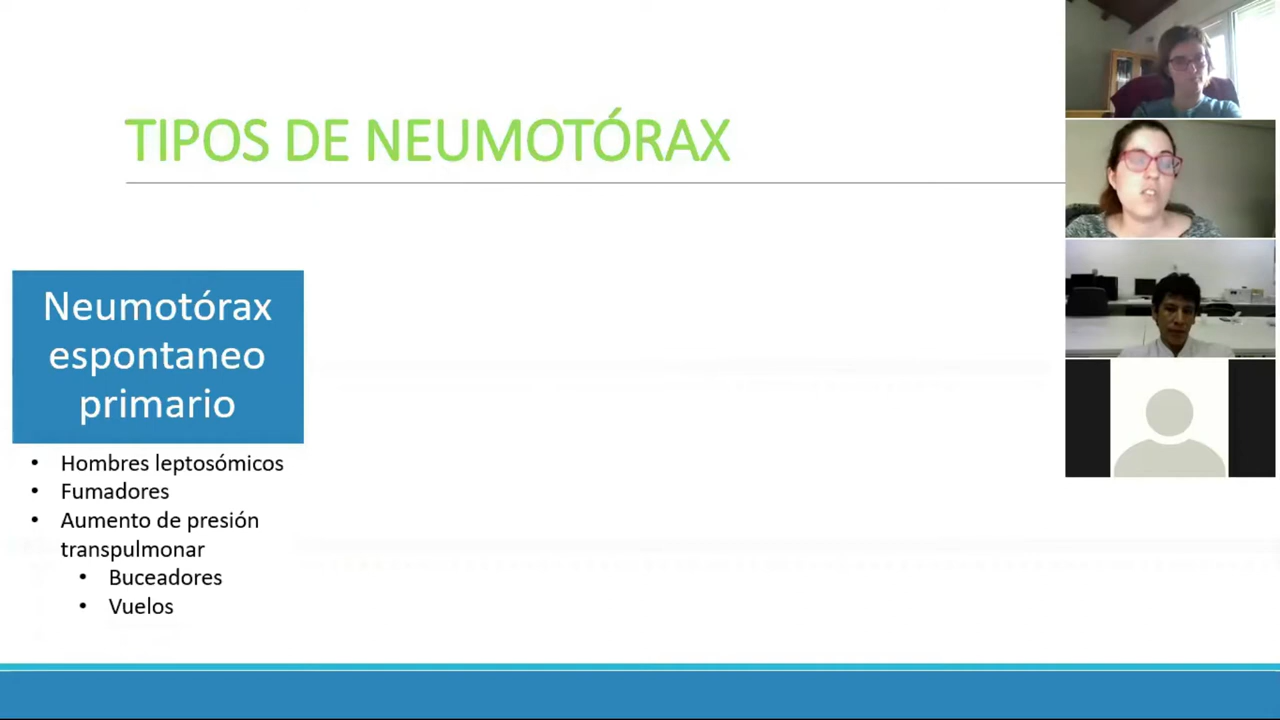 TIPOS DE NEUMOTÓRAX
Neumotórax
espontaneo
primario
• Hombres leptosómicos
• Fumadores
• Aumento de presión
transpulmonar
• Buceadores
• Vuelos